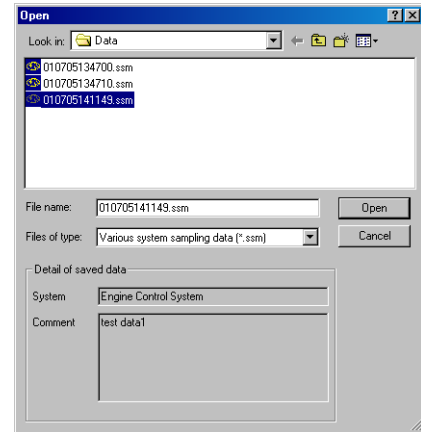 Open
Look in: Data
010705134700.ssm
010705134710.ssm
010705141149.ssm
File name: 010705141149.ssm Open
Files of type: Various system sampling data (*.ssm) Cancel
Detail of saved data
System Engine Control System
Comment test data1